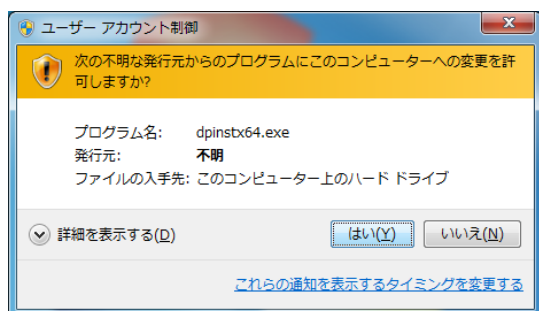 ユーザー アカウント制御
次の不明な発行元からのプログラムにこのコンピューターへの変更を許
可しますか?
プログラム名: dpinstx64.exe
発行元: 不明
ファイルの入手先: このコンピューター上のハード ドライブ
詳細を表示する(D) はい(Y) いいえ(N)
これらの通知を表示するタイミングを変更する